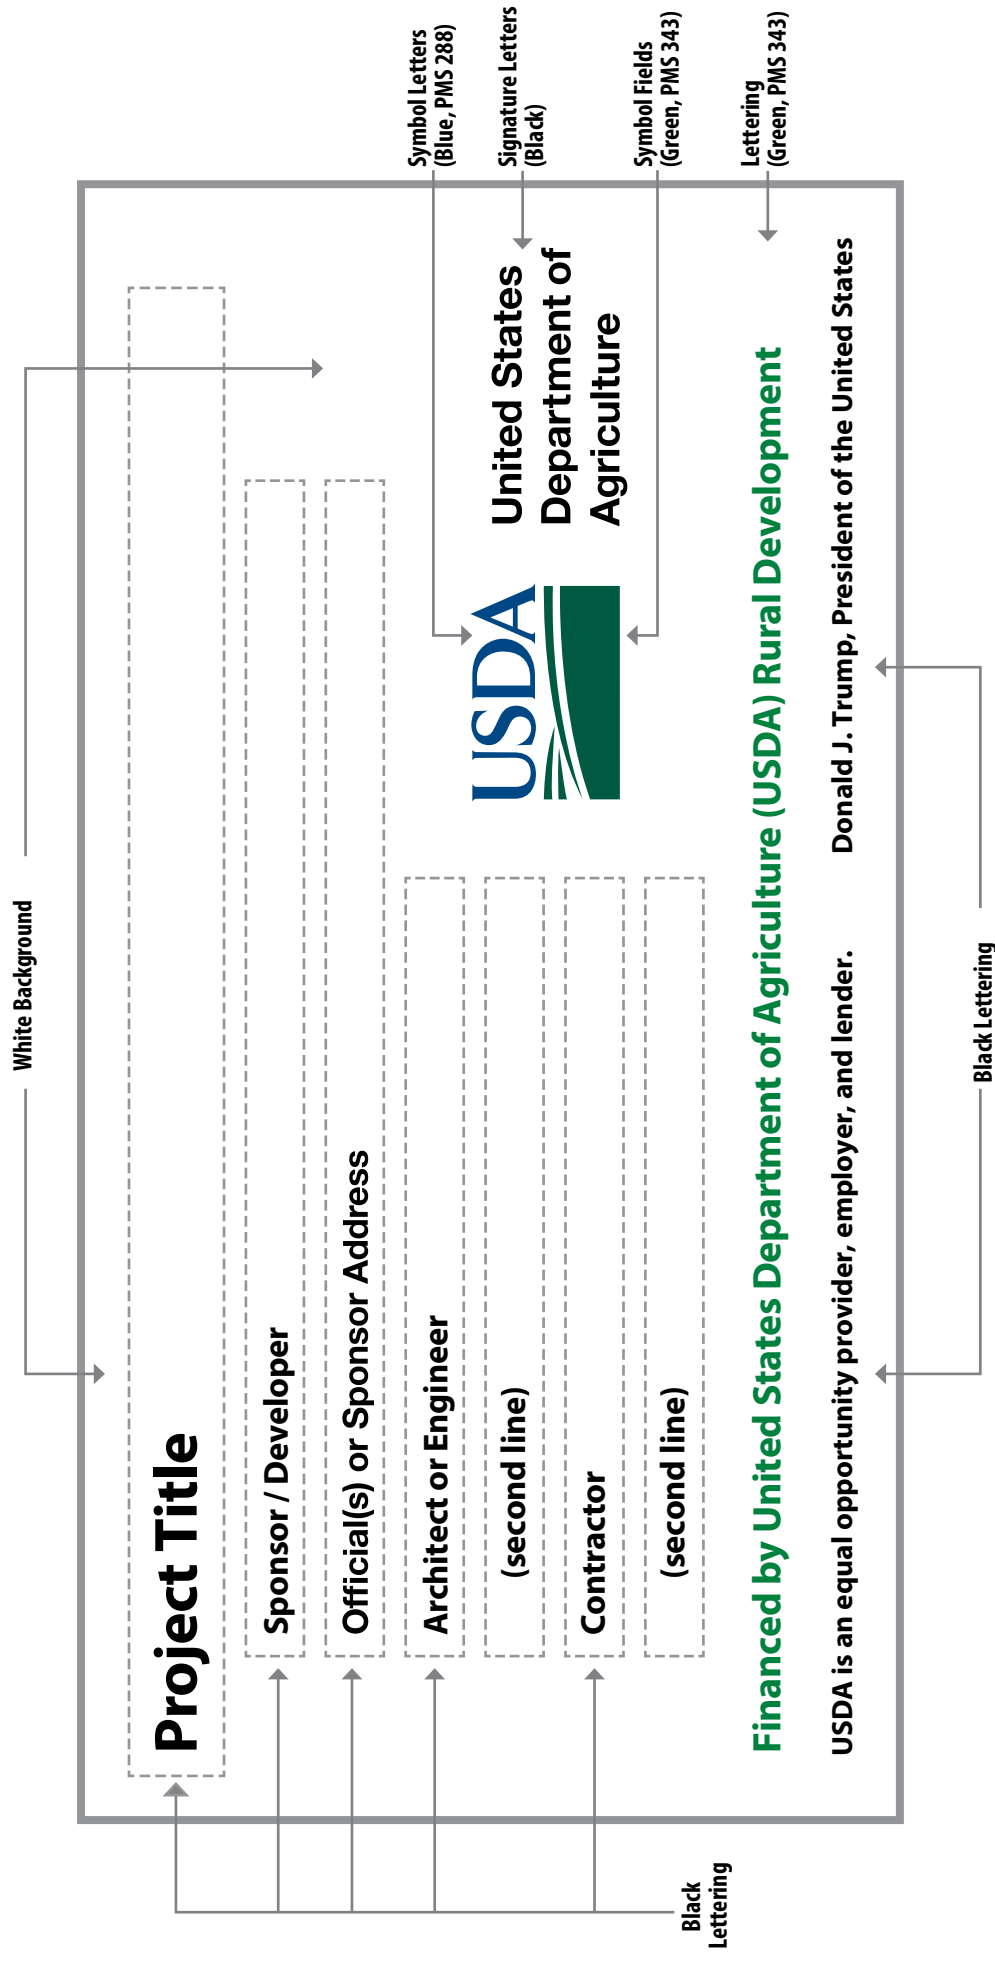 White Background
Project Title
Sponsor / Developer
Official(s) or Sponsor Address
Architect or Engineer
(second line)
Contractor
(second line)
USDA
United States
Department of
Agriculture
Symbol Letters
(Blue, PMS 288)
Signature Letters
(Black)
Symbol Fields
(Green, PMS 343)
Lettering
(Green, PMS 343)
Financed by United States Department of Agriculture (USDA) Rural Development
USDA is an equal opportunity provider, employer, and lender.
Donald J. Trump, President of the United States
Black
Lettering
Black Lettering